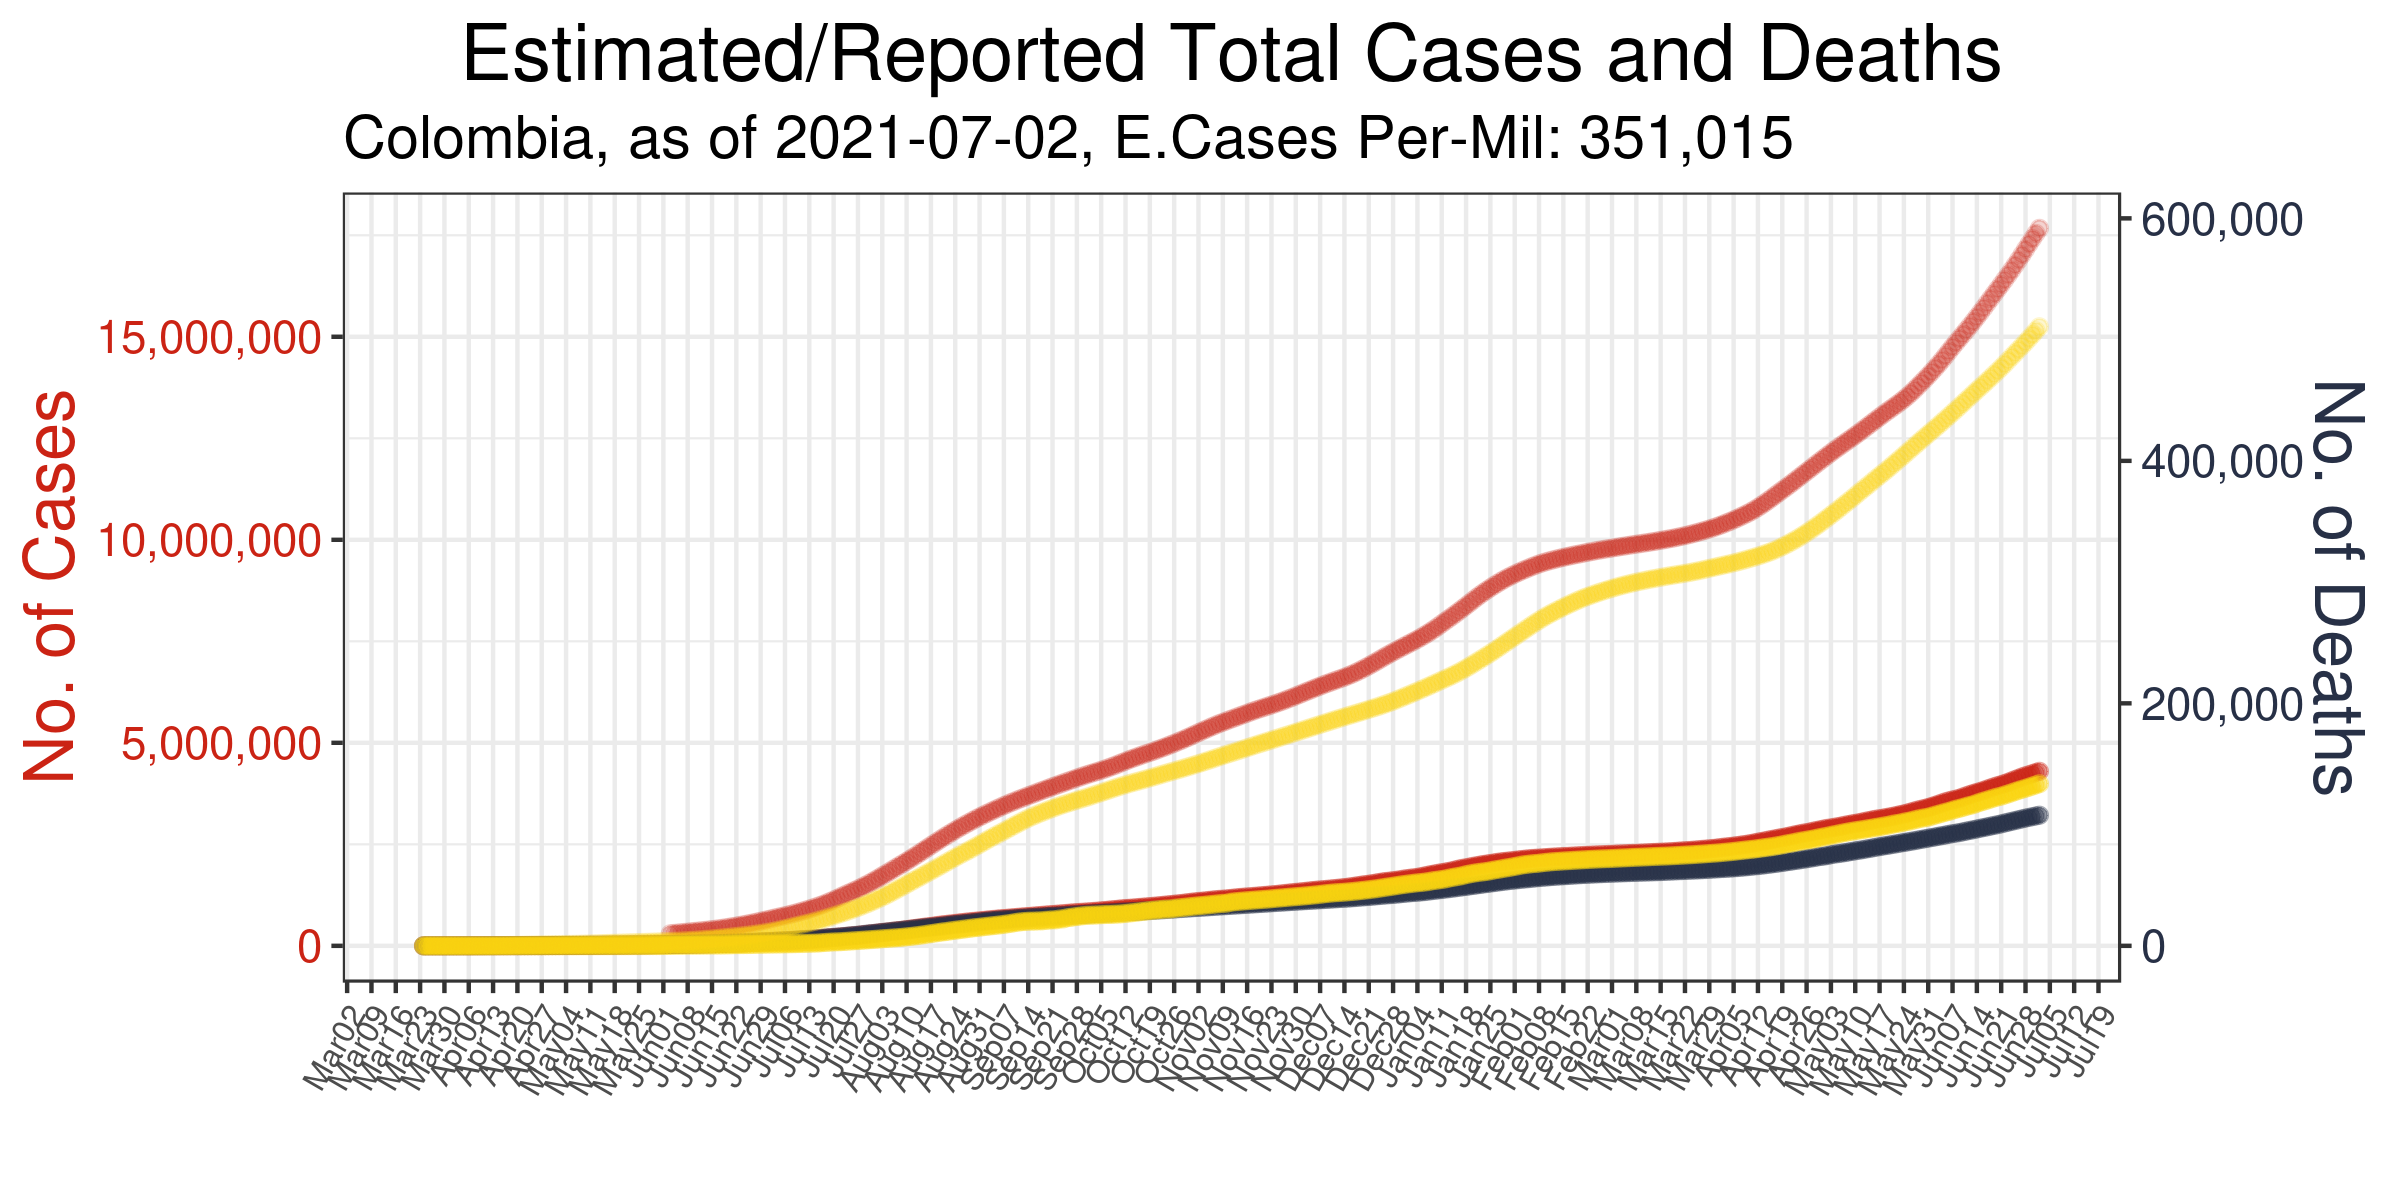 Estimated/Reported Total Cases and Deaths
Colombia, as of 2021-07-02, E.Cases Per-Mil: 351,015
No. of Cases
15,000,000
10,000,000
5,000,000
0
600,000
400,000
200,000
0
No. of Deaths
Mar02
Mar09
Mar16
Mar23
Mar30
Apr06
Apr13
Apr20
Apr27
May04
May11
May18
May25
Jun01
Jun08
Jun15
Jun22
Jun29
Jul06
Jul13
Jul20
Jul27
Aug03
Aug10
Aug17
Aug24
Aug31
Sep07
Sep14
Sep21
Sep28
Oct05
Oct12
Oct19
Oct26
Nov02
Nov09
Nov16
Nov23
Nov30
Dec07
Dec14
Dec21
Dec28
Jan04
Jan11
Jan18
Jan25
Feb01
Feb08
Feb15
Feb22
Mar01
Mar08
Mar15
Mar22
Mar29
Apr05
Apr12
Apr19
Apr26
May03
May10
May17
May24
May31
Jun07
Jun14
Jun21
Jun28
Jul05
Jul12
Jul19